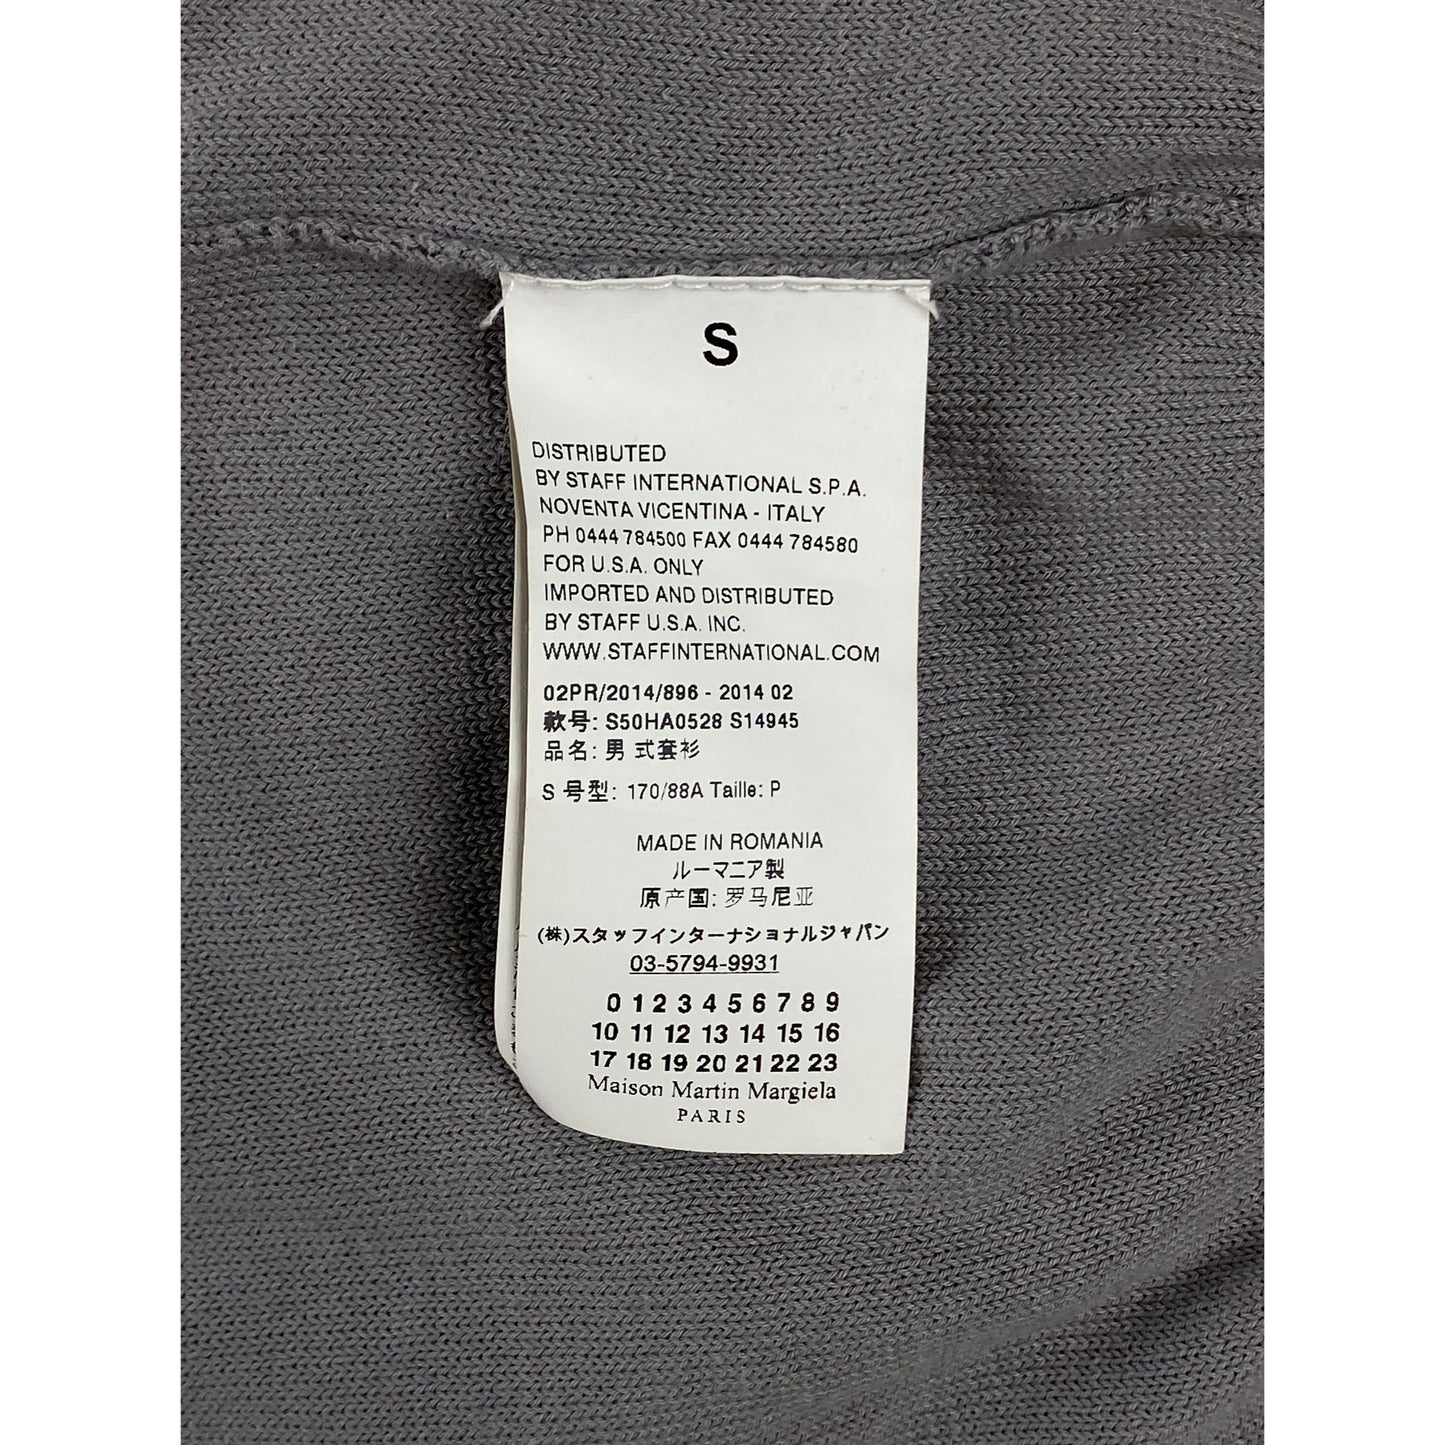 S
DISTRIBUTED
BY STAFF INTERNATIONAL S.P.A.
NOVENTA VICENTINA - ITALY
PH 0444 784500 FAX 0444 784580
FOR U.S.A. ONLY
IMPORTED AND DISTRIBUTED
BY STAFF U.S.A. INC.
WWW.STAFFINTERNATIONAL.COM
02PR/2014/896 - 2014 02
款号: S50HA0528 S14945
品名: 男 式套衫
S 号型: 170/88A Taille: P
MADE IN ROMANIA
ルーマニア製
原产国: 罗马尼亚
(株)スタッフインターナショナルジャパン
03-5794-9931
0 1 2 3 4 5 6 7 8 9
10 11 12 13 14 15 16
17 18 19 20 21 22 23
Maison Martin Margiela
PARIS